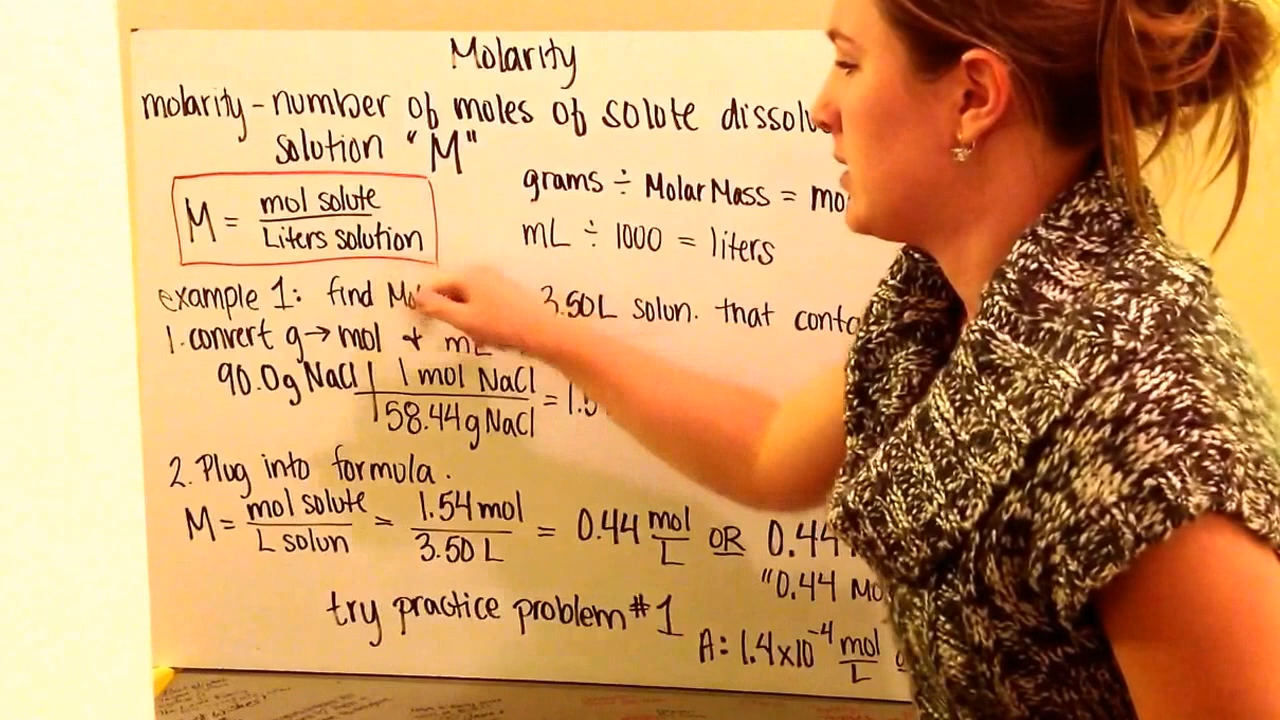 Molarity
molarity - number of moles of solute dissolv
solution "M"
M = mol solute
Liters solution
grams ÷ Molar Mass = mo
mL ÷ 1000 = liters
example 1: find Mo 3.50L solun. that conta
1. convert g → mol & mL
90.0g NaCl | 1 mol NaCl
58.44g NaCl = 1.5
2. Plug into formula.
M = mol solute = 1.54 mol = 0.44 mol OR 0.44
L solun 3.50 L L
"0.44 Mo
try practice problem #1
A: 1.4x10⁻⁴ mol
L